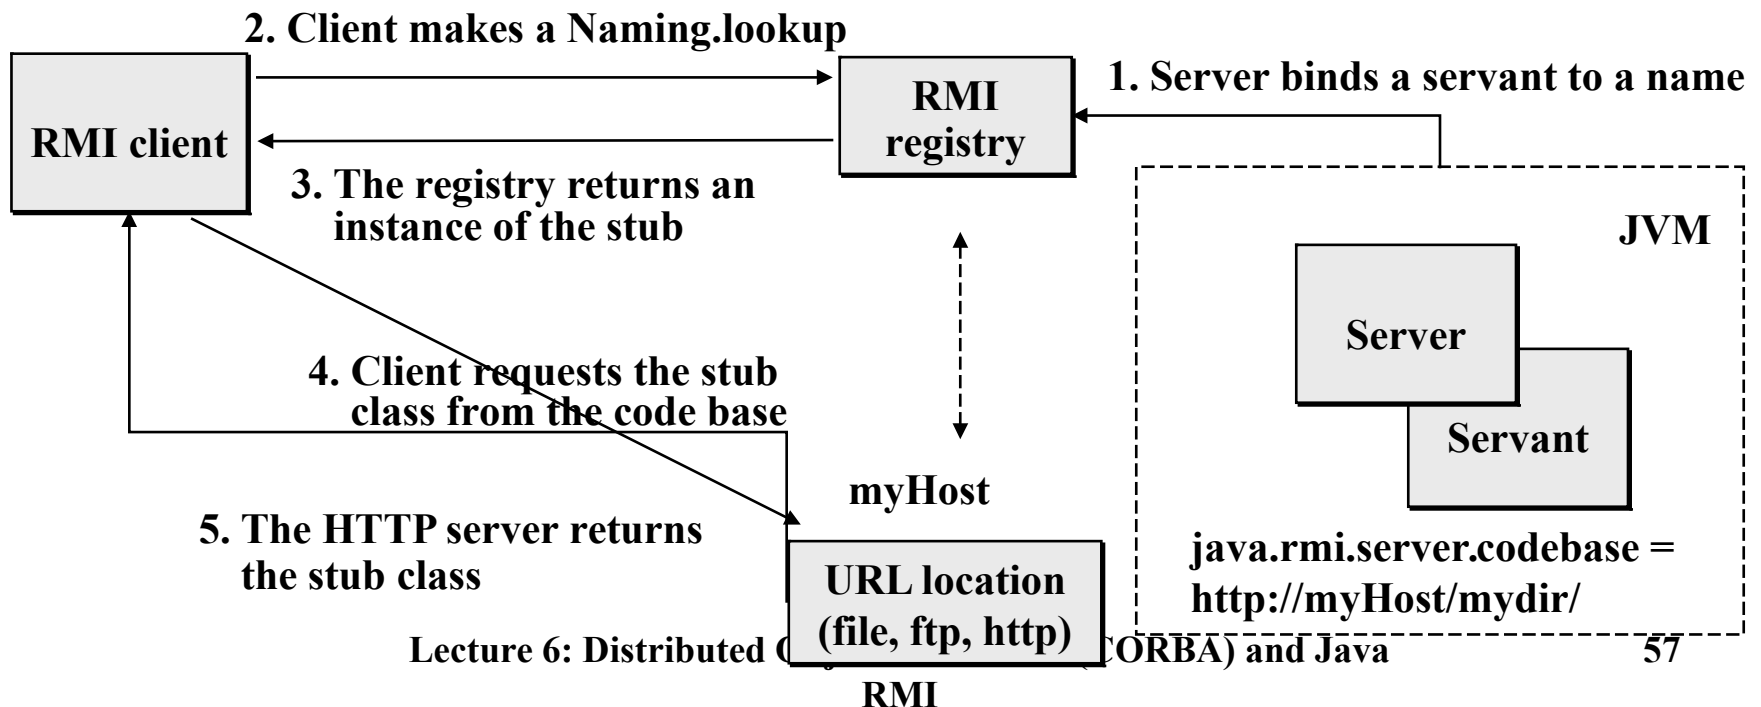 2. Client makes a Naming.lookup
1. Server binds a servant to a name
RMI client
RMI
registry
3. The registry returns an
instance of the stub
JVM
Server
Servant
4. Client requests the stub
class from the code base
myHost
5. The HTTP server returns
the stub class
URL location
(file, ftp, http)
java.rmi.server.codebase =
http://myHost/mydir/
Lecture 6: Distributed (CORBA) and Java
RMI
57